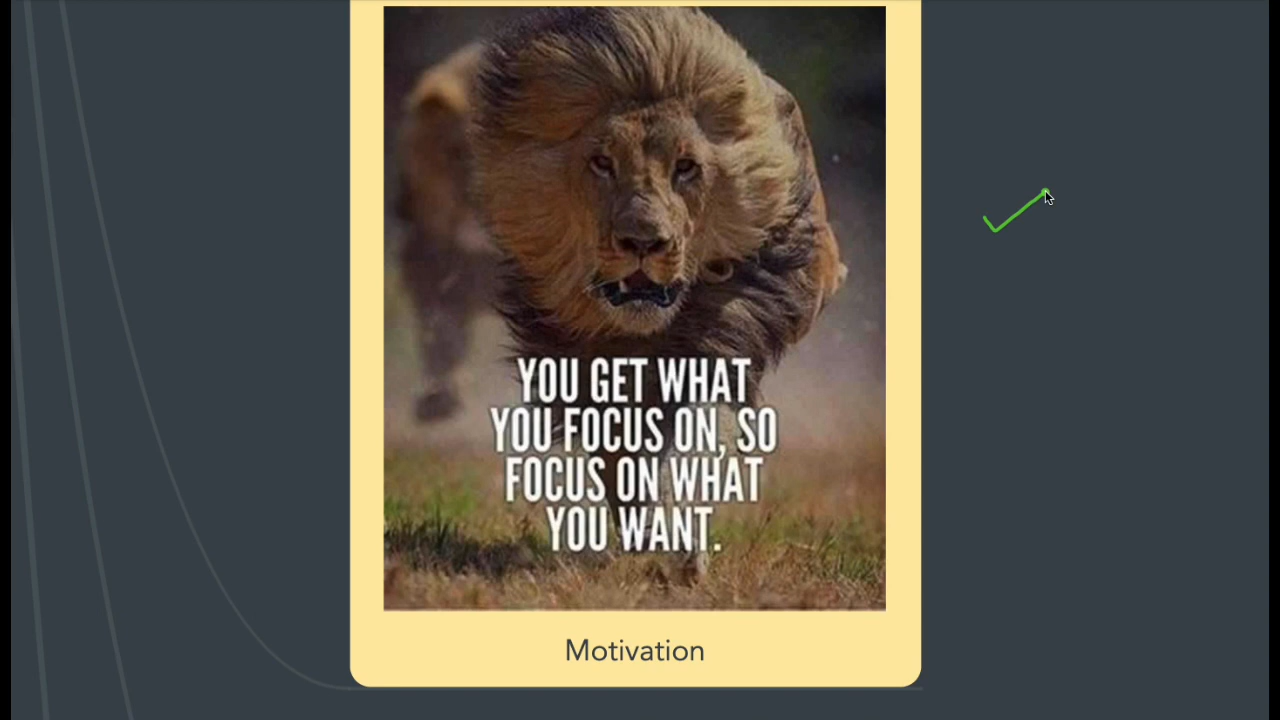 YOU GET WHAT
YOU FOCUS ON, SO
FOCUS ON WHAT
YOU WANT.
Motivation